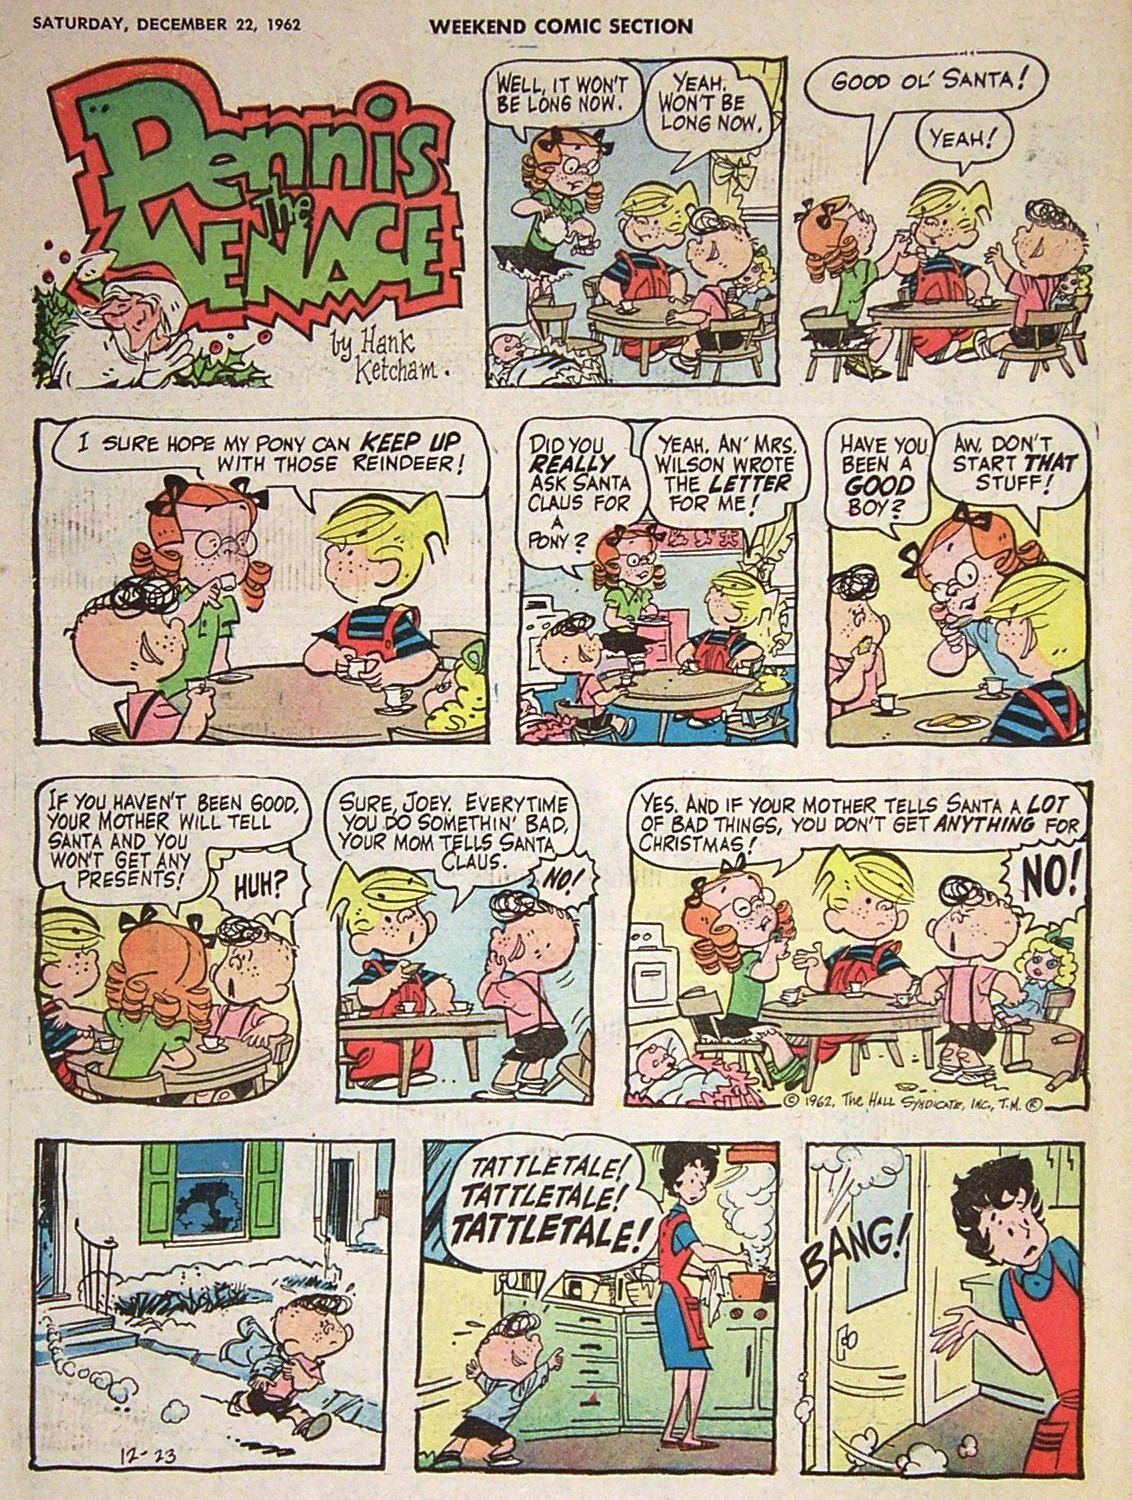 SATURDAY, DECEMBER 22, 1962
WEEKEND COMIC SECTION
Dennis
The
MENACE
by Hank
Ketcham.
WELL, IT WON'T
BE LONG NOW.
YEAH.
WON'T BE
LONG NOW.
GOOD OL' SANTA!
YEAH!
I SURE HOPE MY PONY CAN KEEP UP
WITH THOSE REINDEER!
DID YOU
REALLY
ASK SANTA
CLAUS FOR
A
PONY?
YEAH. AN' MRS.
WILSON WROTE
THE LETTER
FOR ME!
HAVE YOU
BEEN A
GOOD
BOY?
AW, DON'T
START THAT
STUFF!
IF YOU HAVEN'T BEEN GOOD,
YOUR MOTHER WILL TELL
SANTA AND YOU
WON'T GET ANY
PRESENTS!
HUH?
SURE, JOEY. EVERYTIME
YOU DO SOMETHIN' BAD,
YOUR MOM TELLS SANTA
CLAUS.
NO!
YES. AND IF YOUR MOTHER TELLS SANTA A LOT
OF BAD THINGS, YOU DON'T GET ANYTHING FOR
CHRISTMAS!
NO!
© 1962, THE HALL SYNDICATE, INC., T.M. ®
12-23
TATTLETALE!
TATTLETALE!
TATTLETALE!
BANG!